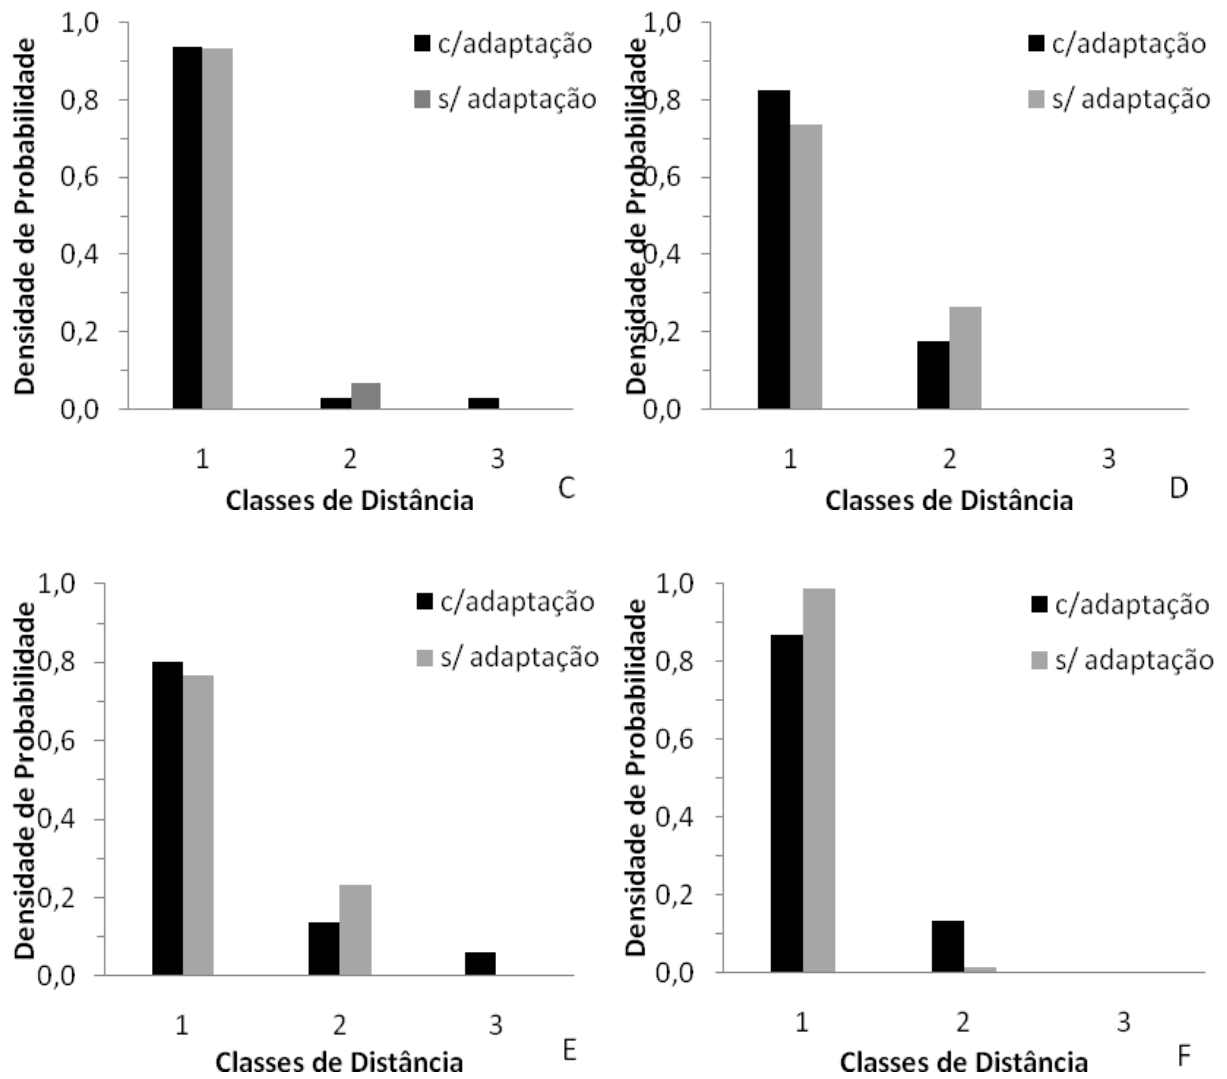 Densidade de Probabilidade
1,0
0,8
0,6
0,4
0,2
0,0
c/adaptação
s/ adaptação
1 2 3
Classes de Distância
C
Densidade de Probabilidade
1,0
0,8
0,6
0,4
0,2
0,0
c/adaptação
s/ adaptação
1 2 3
Classes de Distância
D
Densidade de Probabilidade
1,0
0,8
0,6
0,4
0,2
0,0
c/adaptação
s/ adaptação
1 2 3
Classes de Distância
E
Densidade de Probabilidade
1,0
0,8
0,6
0,4
0,2
0,0
c/adaptação
s/ adaptação
1 2 3
Classes de Distância
F